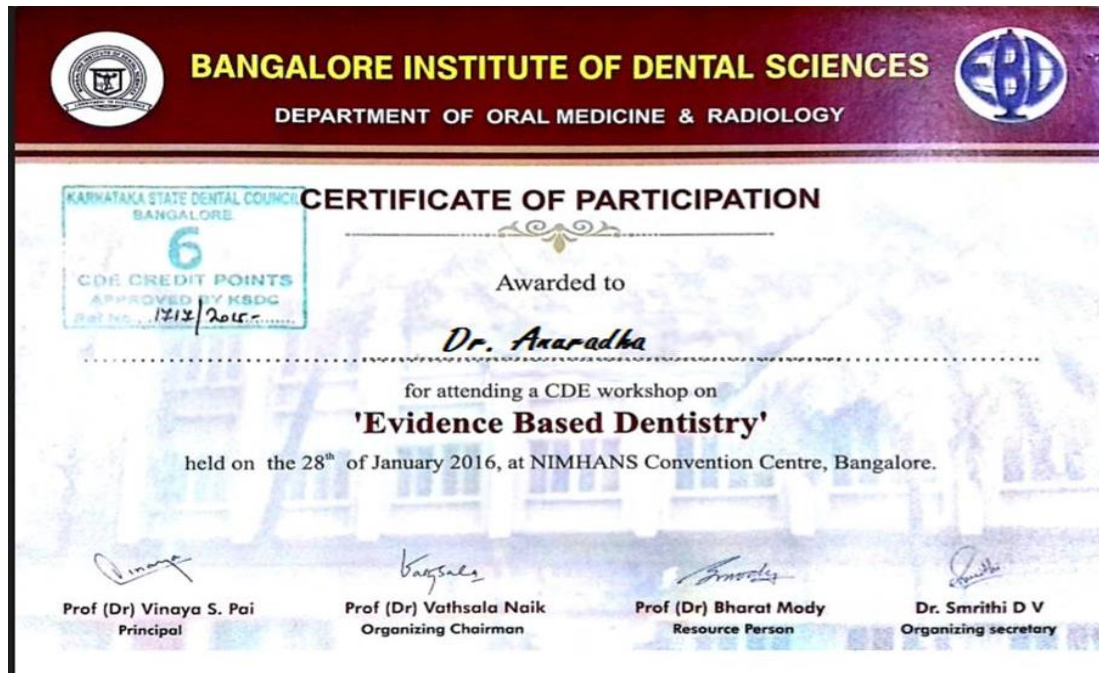 BANGALORE INSTITUTE OF DENTAL SCIENCES
EBD
DEPARTMENT OF ORAL MEDICINE & RADIOLOGY
KARNATAKA STATE DENTAL COUNCIL
BANGALORE
6
CDE CREDIT POINTS
APPROVED BY KSDC
Ref No.
CERTIFICATE OF PARTICIPATION
Awarded to
Dr. Anuradha
for attending a CDE workshop on
'Evidence Based Dentistry'
held on the 28th of January 2016, at NIMHANS Convention Centre, Bangalore.
Prof (Dr) Vinaya S. Pai
Principal
Prof (Dr) Vathsala Naik
Organizing Chairman
Prof (Dr) Bharat Mody
Resource Person
Dr. Smrithi D V
Organizing secretary